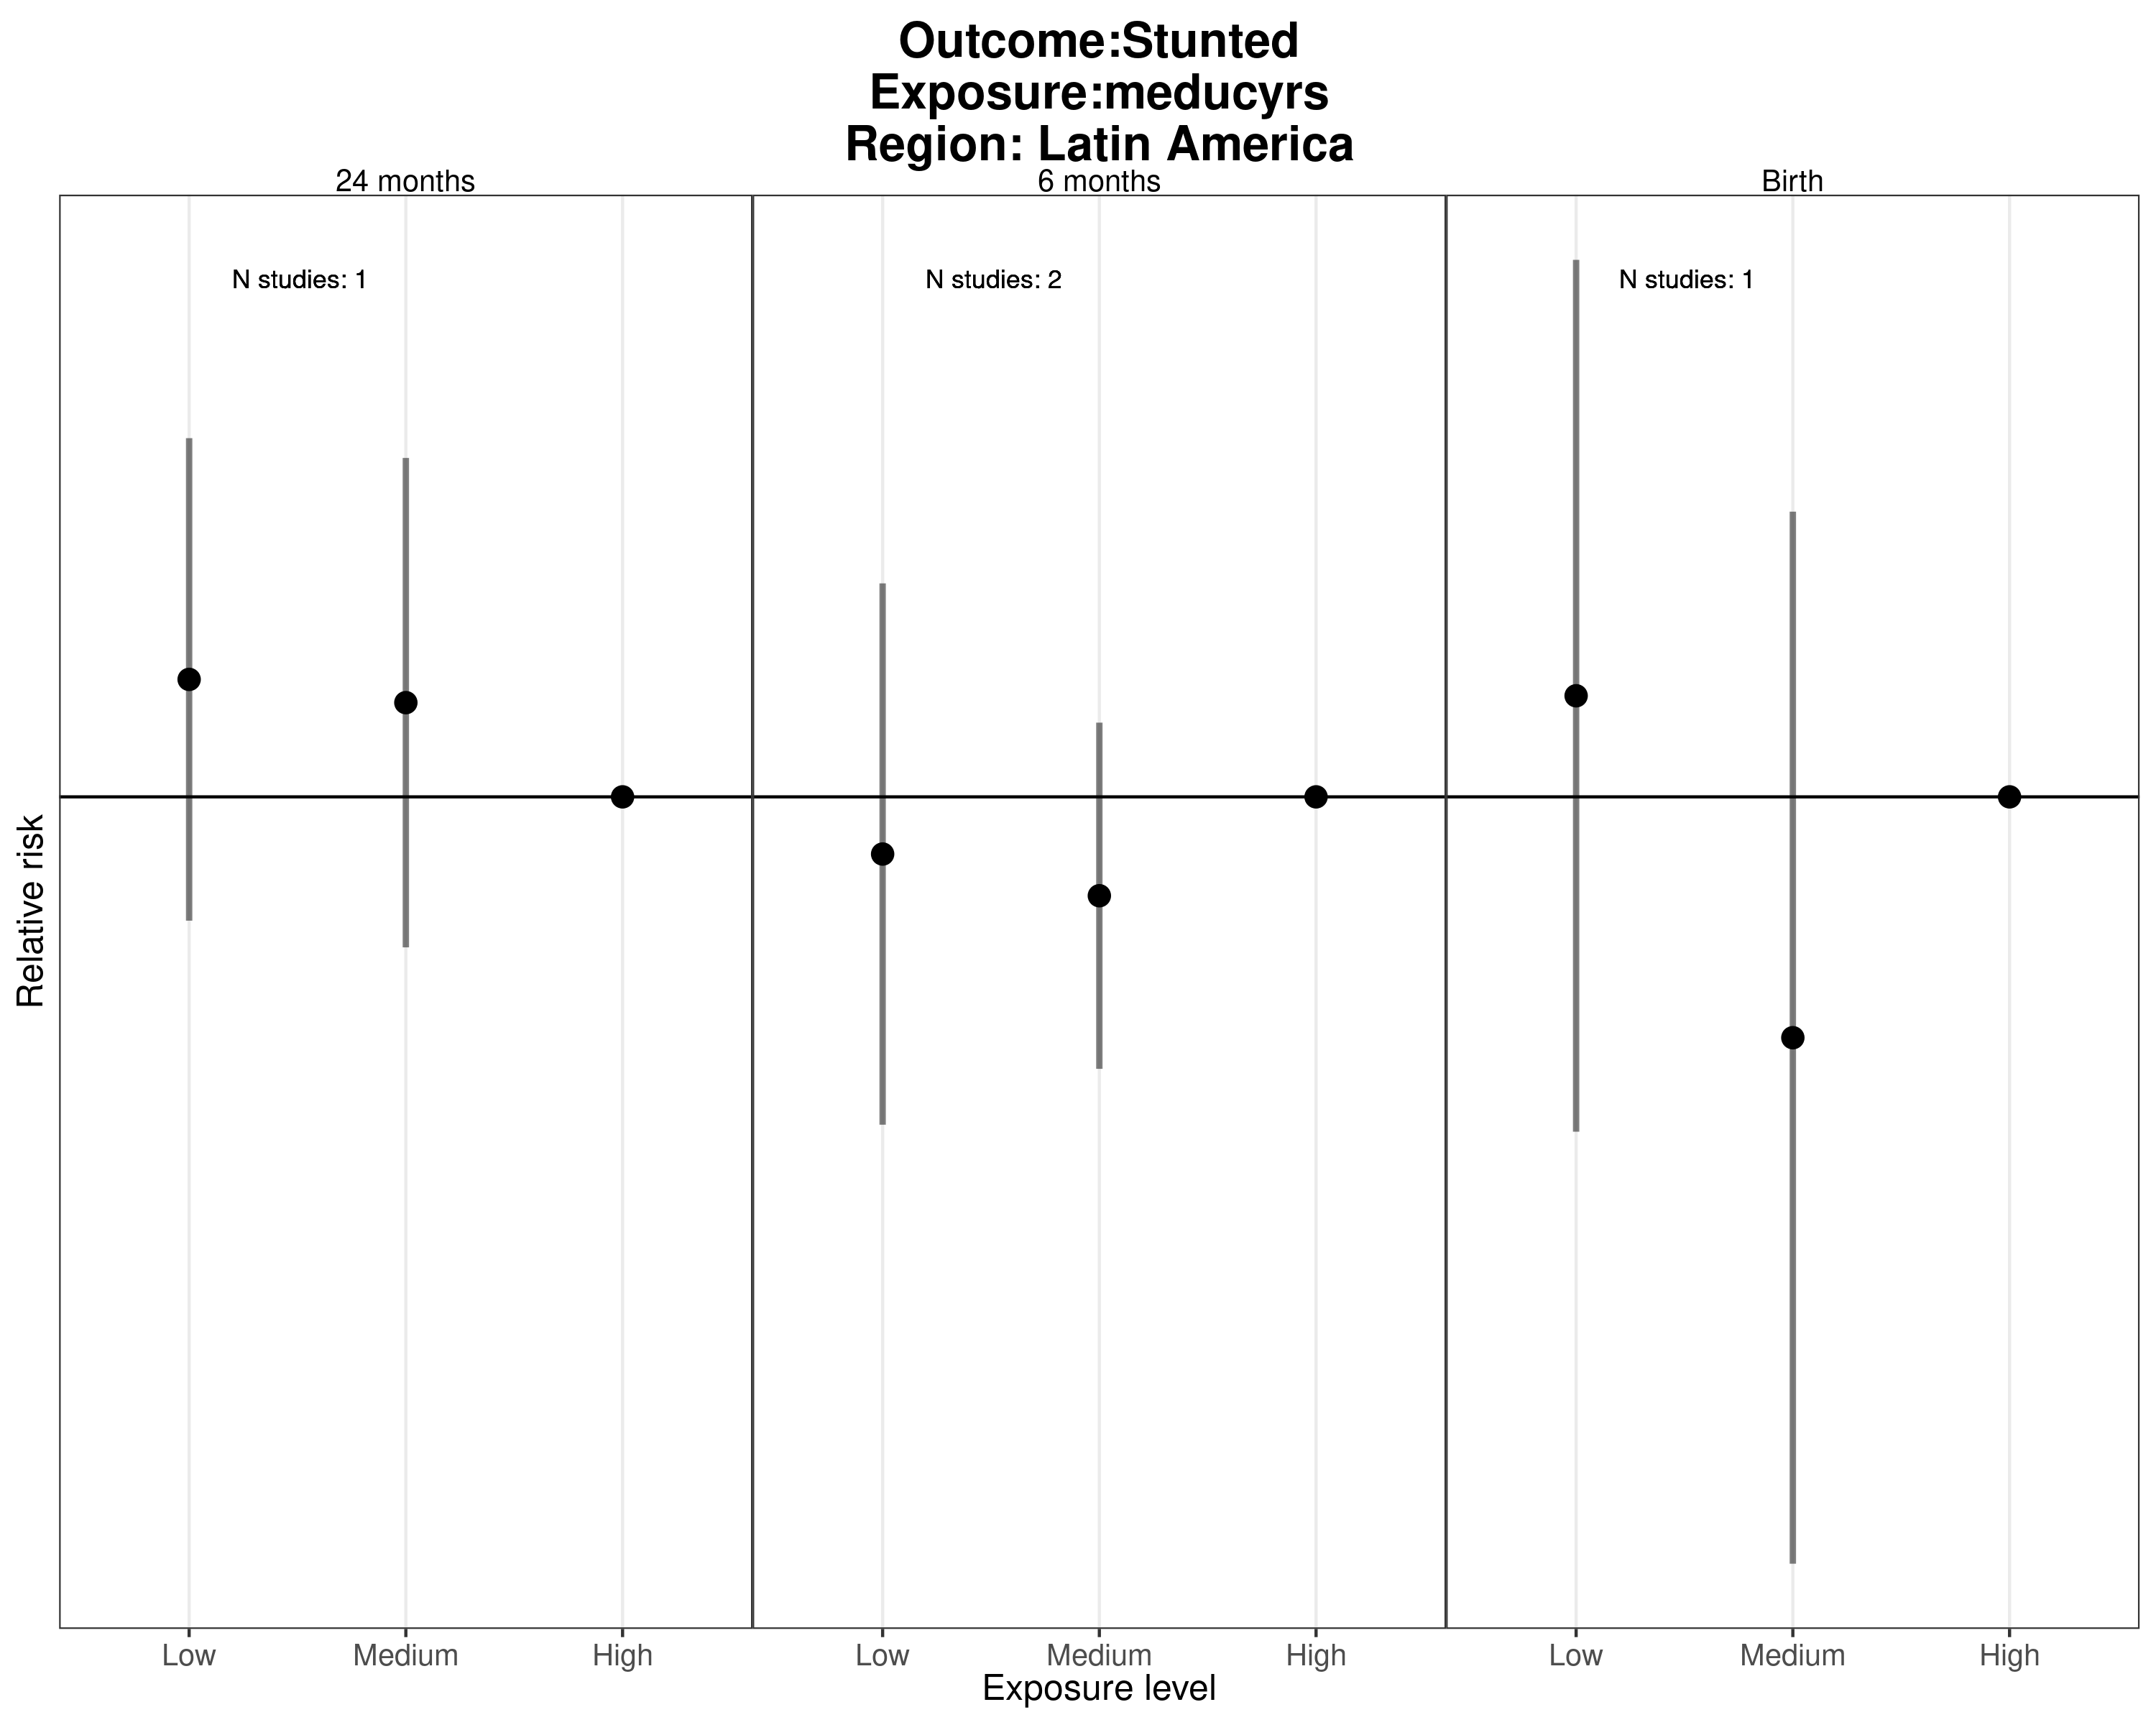 Outcome:Stunted
Exposure:meducyrs
Region: Latin America
24 months
6 months
Birth
N studies: 1
N studies: 2
N studies: 1
Relative risk
Low Medium High Low Medium High Low Medium High
Exposure level